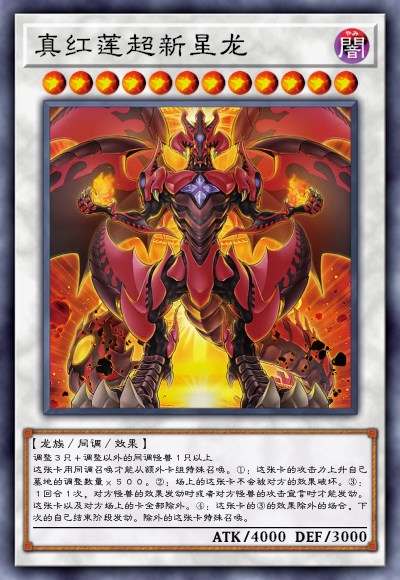 真红莲超新星龙
やみ
闇
【龙族／同调／效果】
调整３只＋调整以外的同调怪兽１只以上
这张卡用同调召唤才能从额外卡组特殊召唤。①：这张卡的攻击力上升自己
墓地的调整数量×５００。②：场上的这张卡不会被对方的效果破坏。③：
１回合１次，对方怪兽的效果发动时或者对方怪兽的攻击宣言时才能发动。
这张卡以及对方场上的卡全部除外。④：这张卡的③的效果除外的场合，下
次的自己结束阶段发动。除外的这张卡特殊召唤。
ATK/4000 DEF/3000